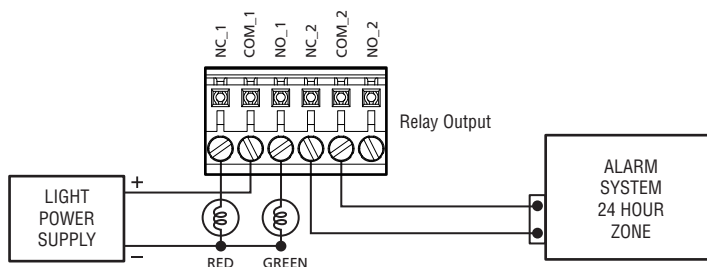 NC_1
COM_1
NO_1
NC_2
COM_2
NO_2
Relay Output
LIGHT
POWER
SUPPLY
+
−
RED
GREEN
ALARM
SYSTEM
24 HOUR
ZONE